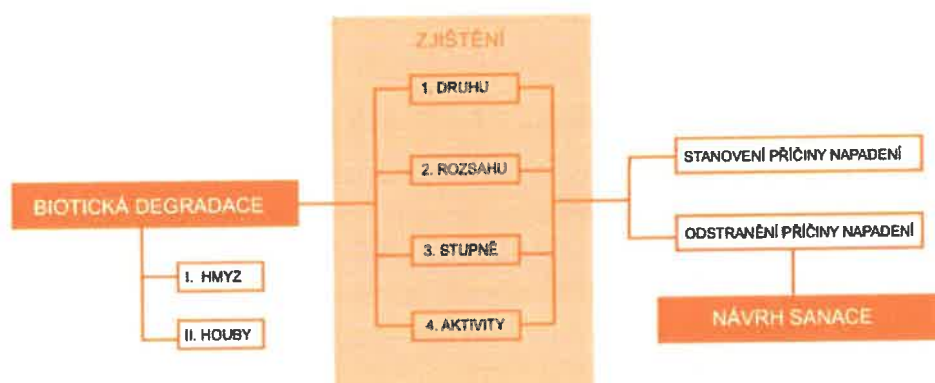 ZJIŠTĚNÍ
1. DRUHU
2. ROZSAHU
3. STUPNĚ
4. AKTIVITY
BIOTICKÁ DEGRADACE
I. HMYZ
II. HOUBY
STANOVENÍ PŘÍČINY NAPADENÍ
ODSTRANĚNÍ PŘÍČINY NAPADENÍ
NÁVRH SANACE